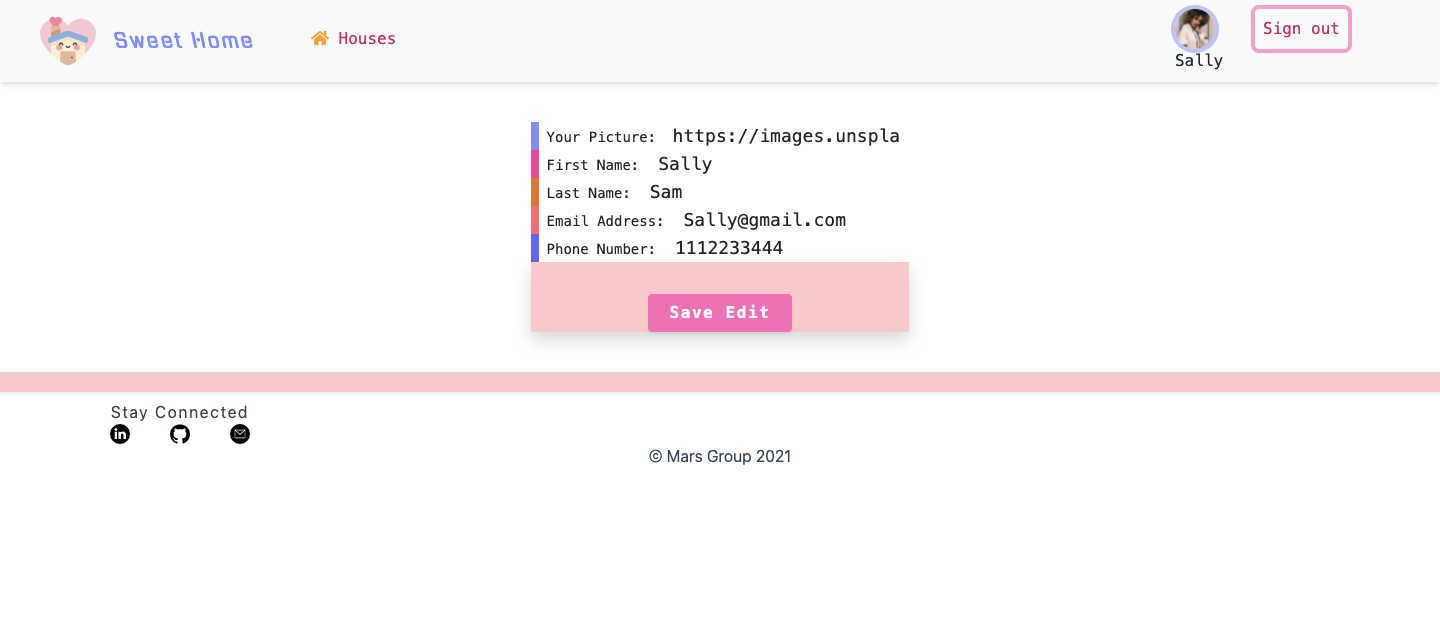 Sweet Home
Houses
Sally
Sign out
Your Picture: https://images.unspla
First Name: Sally
Last Name: Sam
Email Address: Sally@gmail.com
Phone Number: 1112233444
Save Edit
Stay Connected
in
© Mars Group 2021